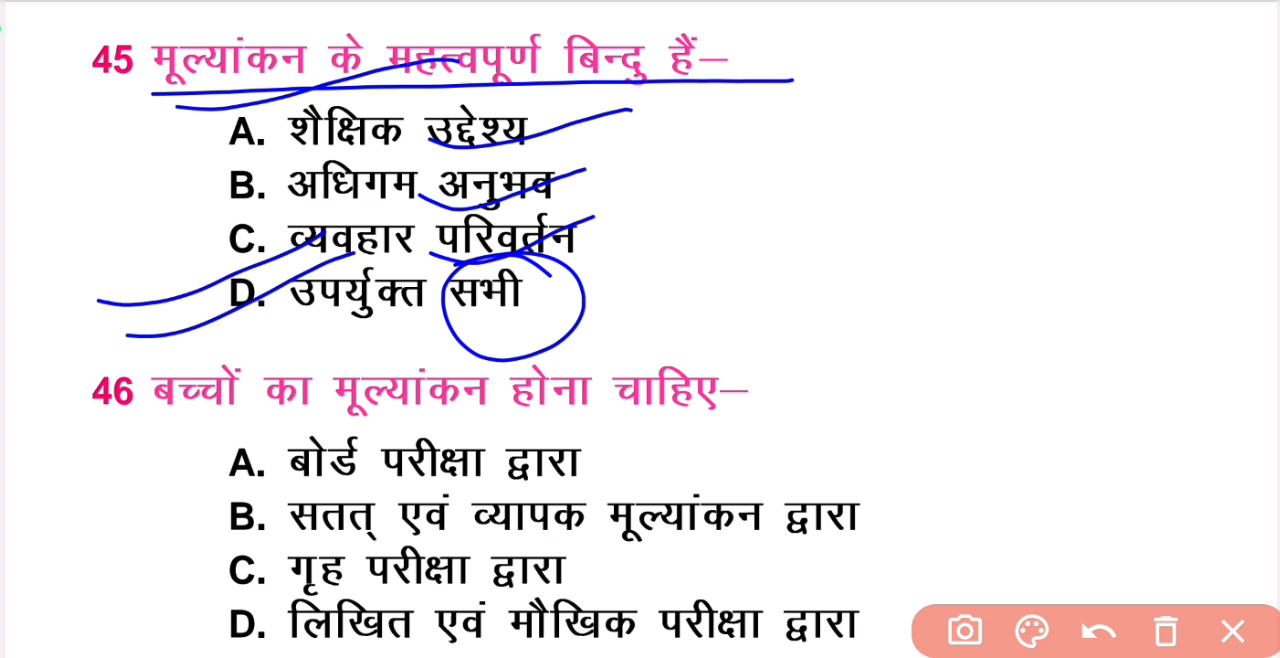 45 मूल्यांकन के महत्वपूर्ण बिन्दु हैं—
A. शैक्षिक उद्देश्य
B. अधिगम अनुभव
C. व्यवहार परिवर्तन
D. उपर्युक्त सभी
46 बच्चों का मूल्यांकन होना चाहिए—
A. बोर्ड परीक्षा द्वारा
B. सतत् एवं व्यापक मूल्यांकन द्वारा
C. गृह परीक्षा द्वारा
D. लिखित एवं मौखिक परीक्षा द्वारा